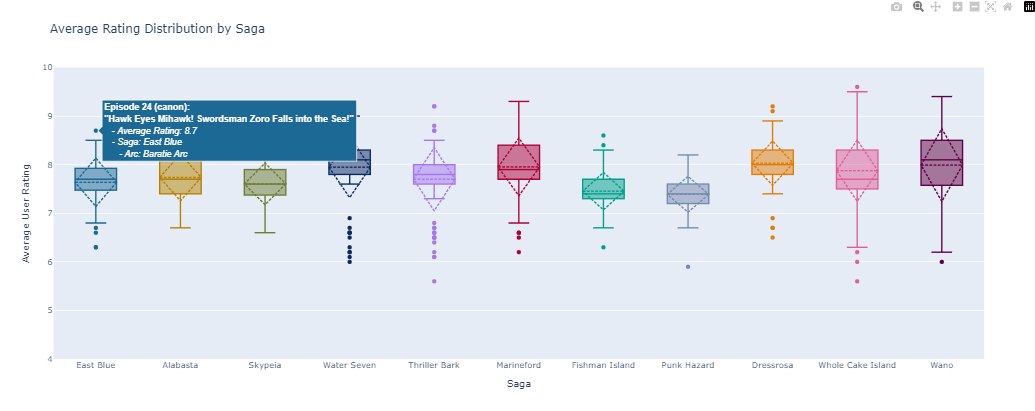 Average Rating Distribution by Saga
10
9
8
7
6
5
4
Average User Rating
Episode 24 (canon):
"Hawk Eyes Mihawk! Swordsman Zoro Falls into the Sea!"
- Average Rating: 8.7
- Saga: East Blue
- Arc: Baratie Arc
East Blue
Alabasta
Skypeia
Water Seven
Thriller Bark
Marineford
Fishman Island
Punk Hazard
Dressrosa
Whole Cake Island
Wano
Saga